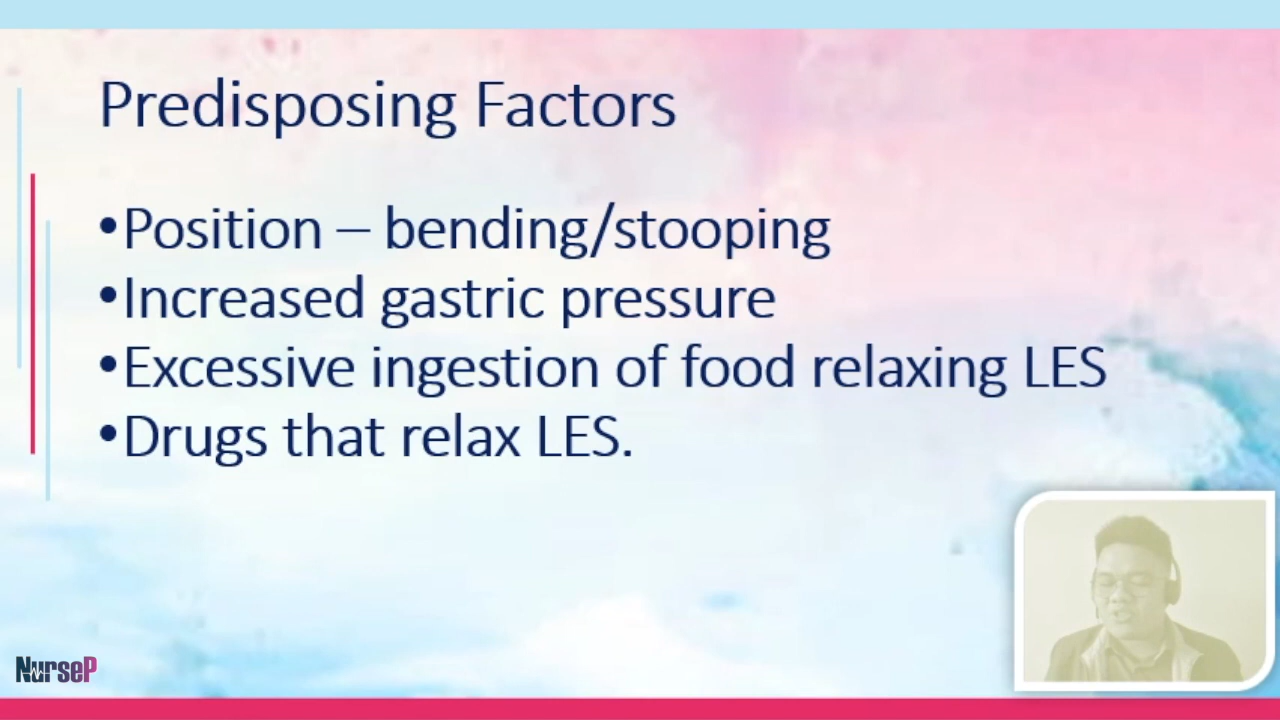 Predisposing Factors
•Position – bending/stooping
•Increased gastric pressure
•Excessive ingestion of food relaxing LES
•Drugs that relax LES.
NurseP